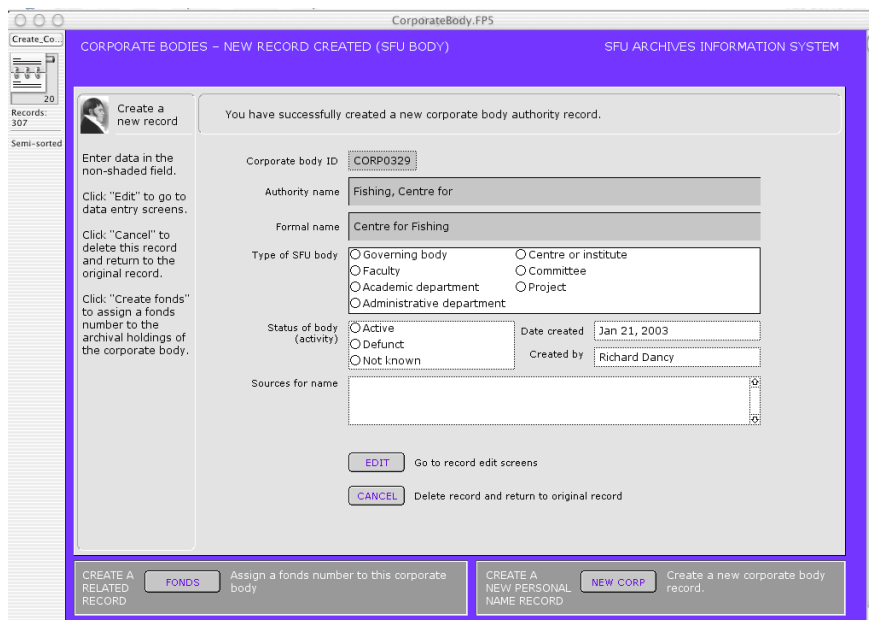 CorporateBody.FP5
Create_Co...
20
Records:
307
Semi-sorted
CORPORATE BODIES – NEW RECORD CREATED (SFU BODY)
SFU ARCHIVES INFORMATION SYSTEM
Create a
new record
You have successfully created a new corporate body authority record.
Enter data in the
non-shaded field.
Click "Edit" to go to
data entry screens.
Click "Cancel" to
delete this record
and return to the
original record.
Click "Create fonds"
to assign a fonds
number to the
archival holdings of
the corporate body.
Corporate body ID CORP0329
Authority name Fishing, Centre for
Formal name Centre for Fishing
Type of SFU body
Governing body
Faculty
Academic department
Administrative department
Centre or institute
Committee
Project
Status of body
(activity)
Active
Defunct
Not known
Date created Jan 21, 2003
Created by Richard Dancy
Sources for name
EDIT Go to record edit screens
CANCEL Delete record and return to original record
CREATE A
RELATED
RECORD
FONDS
Assign a fonds number to this corporate
body
CREATE A
NEW PERSONAL
NAME RECORD
NEW CORP
Create a new corporate body
record.